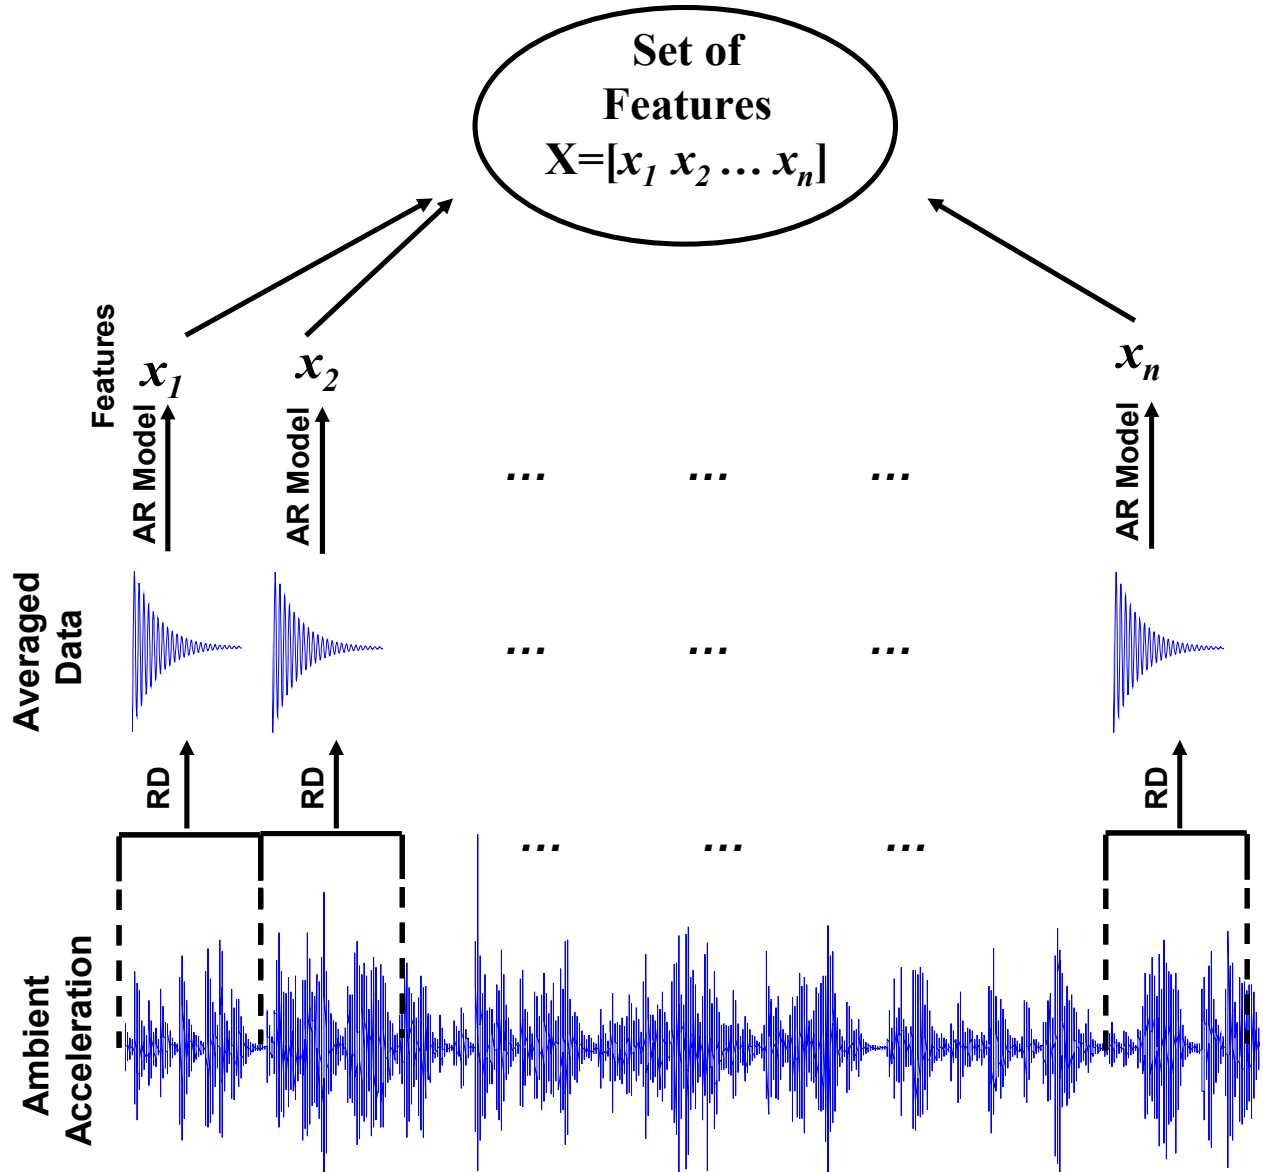 Set of
Features
X=[x1 x2 ... xn]
Features
x1
x2
xn
AR Model
AR Model
... ... ...
AR Model
Averaged
Data
... ... ...
RD
RD
RD
... ... ...
Ambient
Acceleration